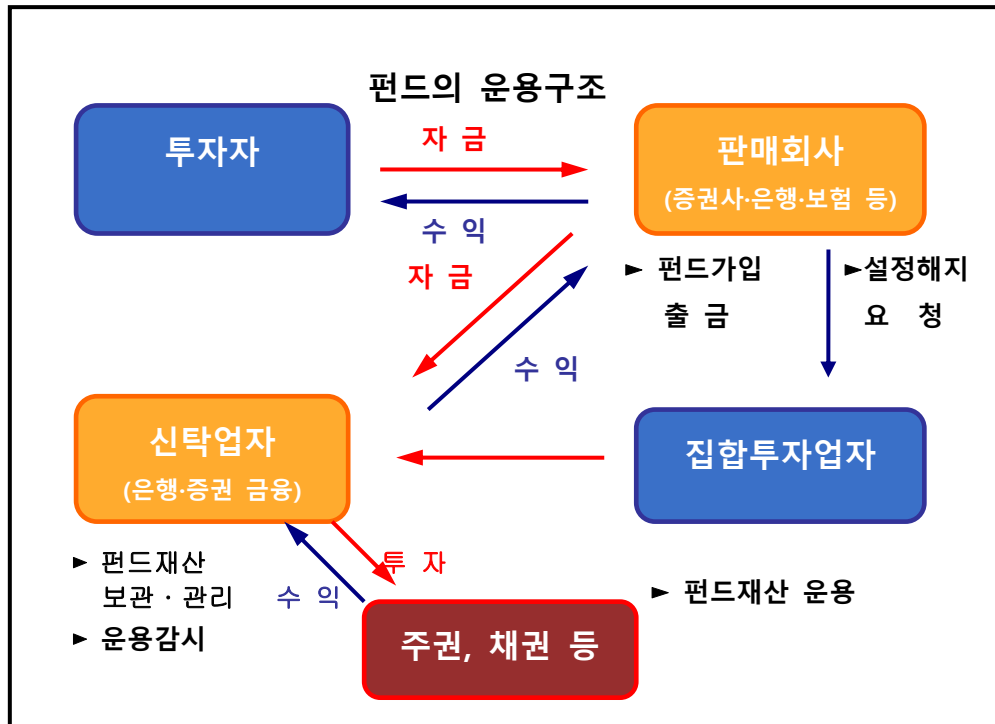 펀드의 운용구조
투자자
자 금
수 익
판매회사
(증권사·은행·보험 등)
자금
수 익
► 펀드가입
출 금
►설정해지
요 청
신탁업자
(은행·증권 금융)
집합투자업자
► 펀드재산
보관 · 관리
► 운용감시
투 자
수 익
주권, 채권 등
► 펀드재산 운용